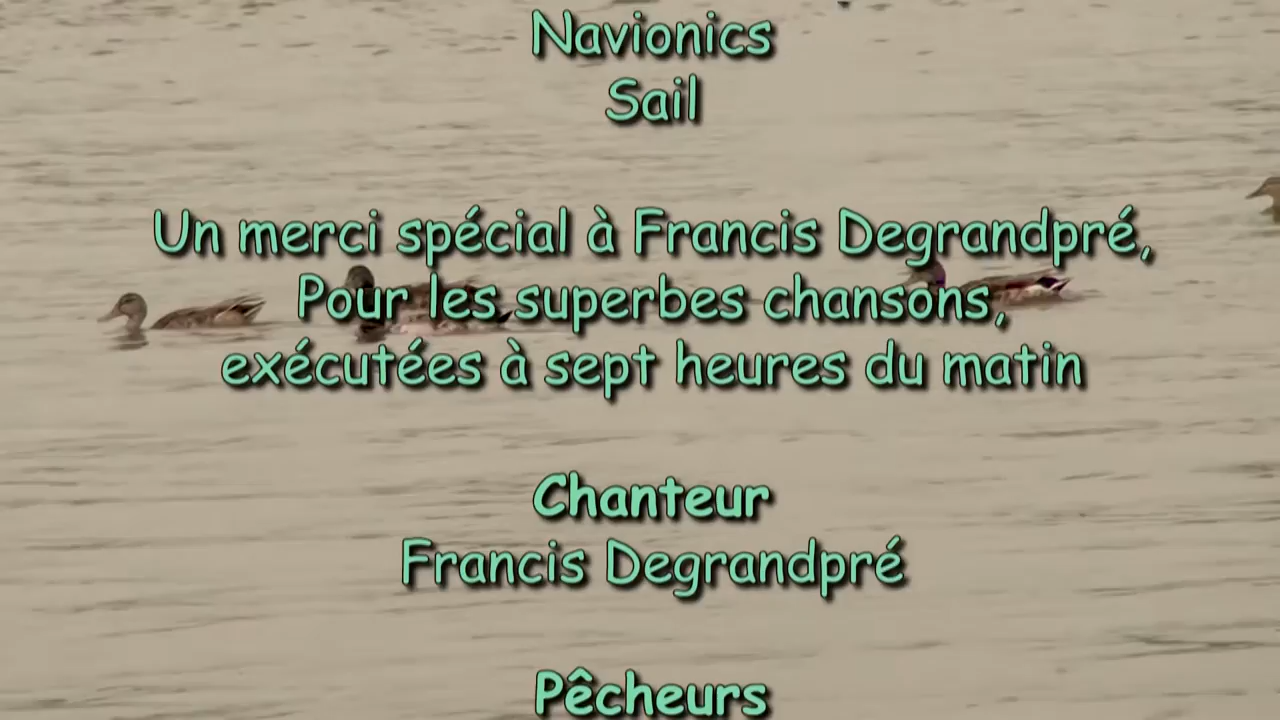 Navionics
Sail
Un merci spécial à Francis Degrandpré,
Pour les superbes chansons,
exécutées à sept heures du matin
Chanteur
Francis Degrandpré
Pêcheurs